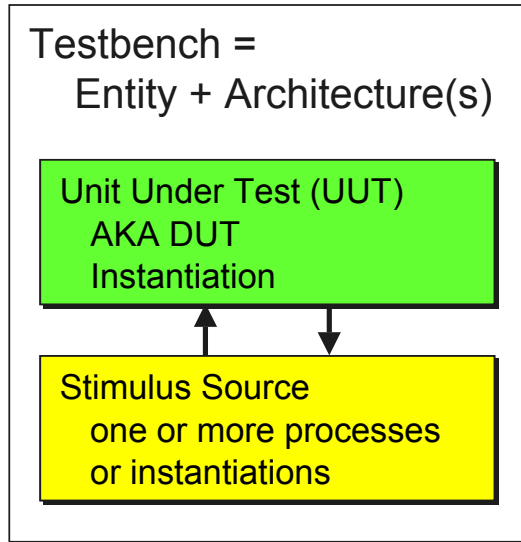 Testbench =
Entity + Architecture(s)
Unit Under Test (UUT)
AKA DUT
Instantiation
Stimulus Source
one or more processes
or instantiations